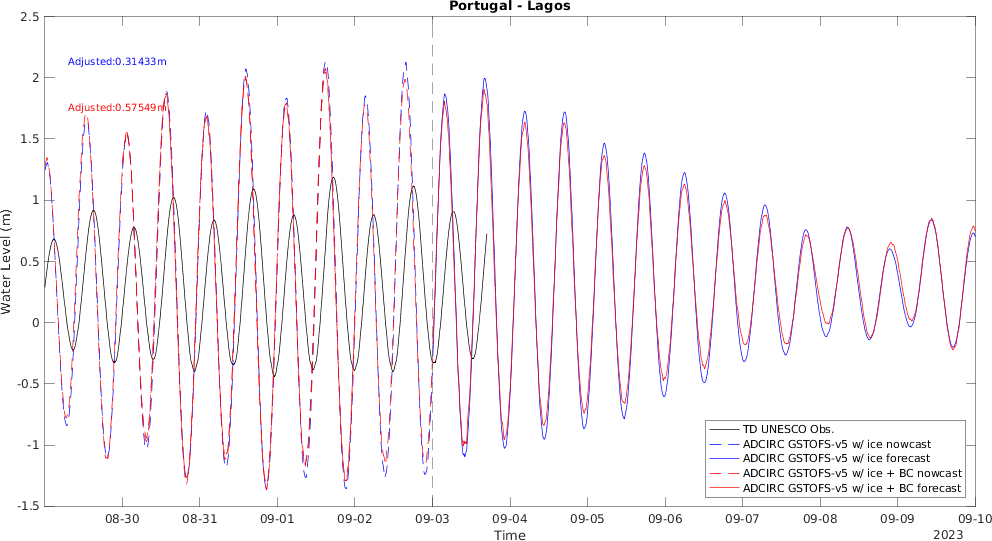 Portugal - Lagos
2.5
2
1.5
1
0.5
0
-0.5
-1
-1.5
Water Level (m)
Adjusted:0.31433m
Adjusted:0.57549m
TD UNESCO Obs.
ADCIRC GSTOFS-v5 w/ ice nowcast
ADCIRC GSTOFS-v5 w/ ice forecast
ADCIRC GSTOFS-v5 w/ ice + BC nowcast
ADCIRC GSTOFS-v5 w/ ice + BC forecast
08-30 08-31 09-01 09-02 09-03 09-04 09-05 09-06 09-07 09-08 09-09 09-10
Time
2023